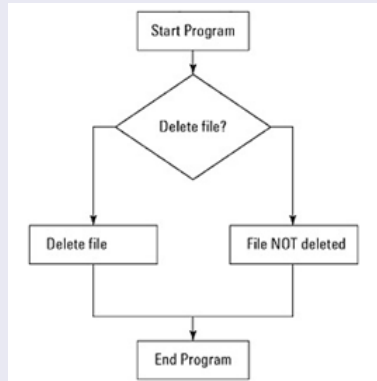 Start Program
Delete file?
Delete file
File NOT deleted
End Program